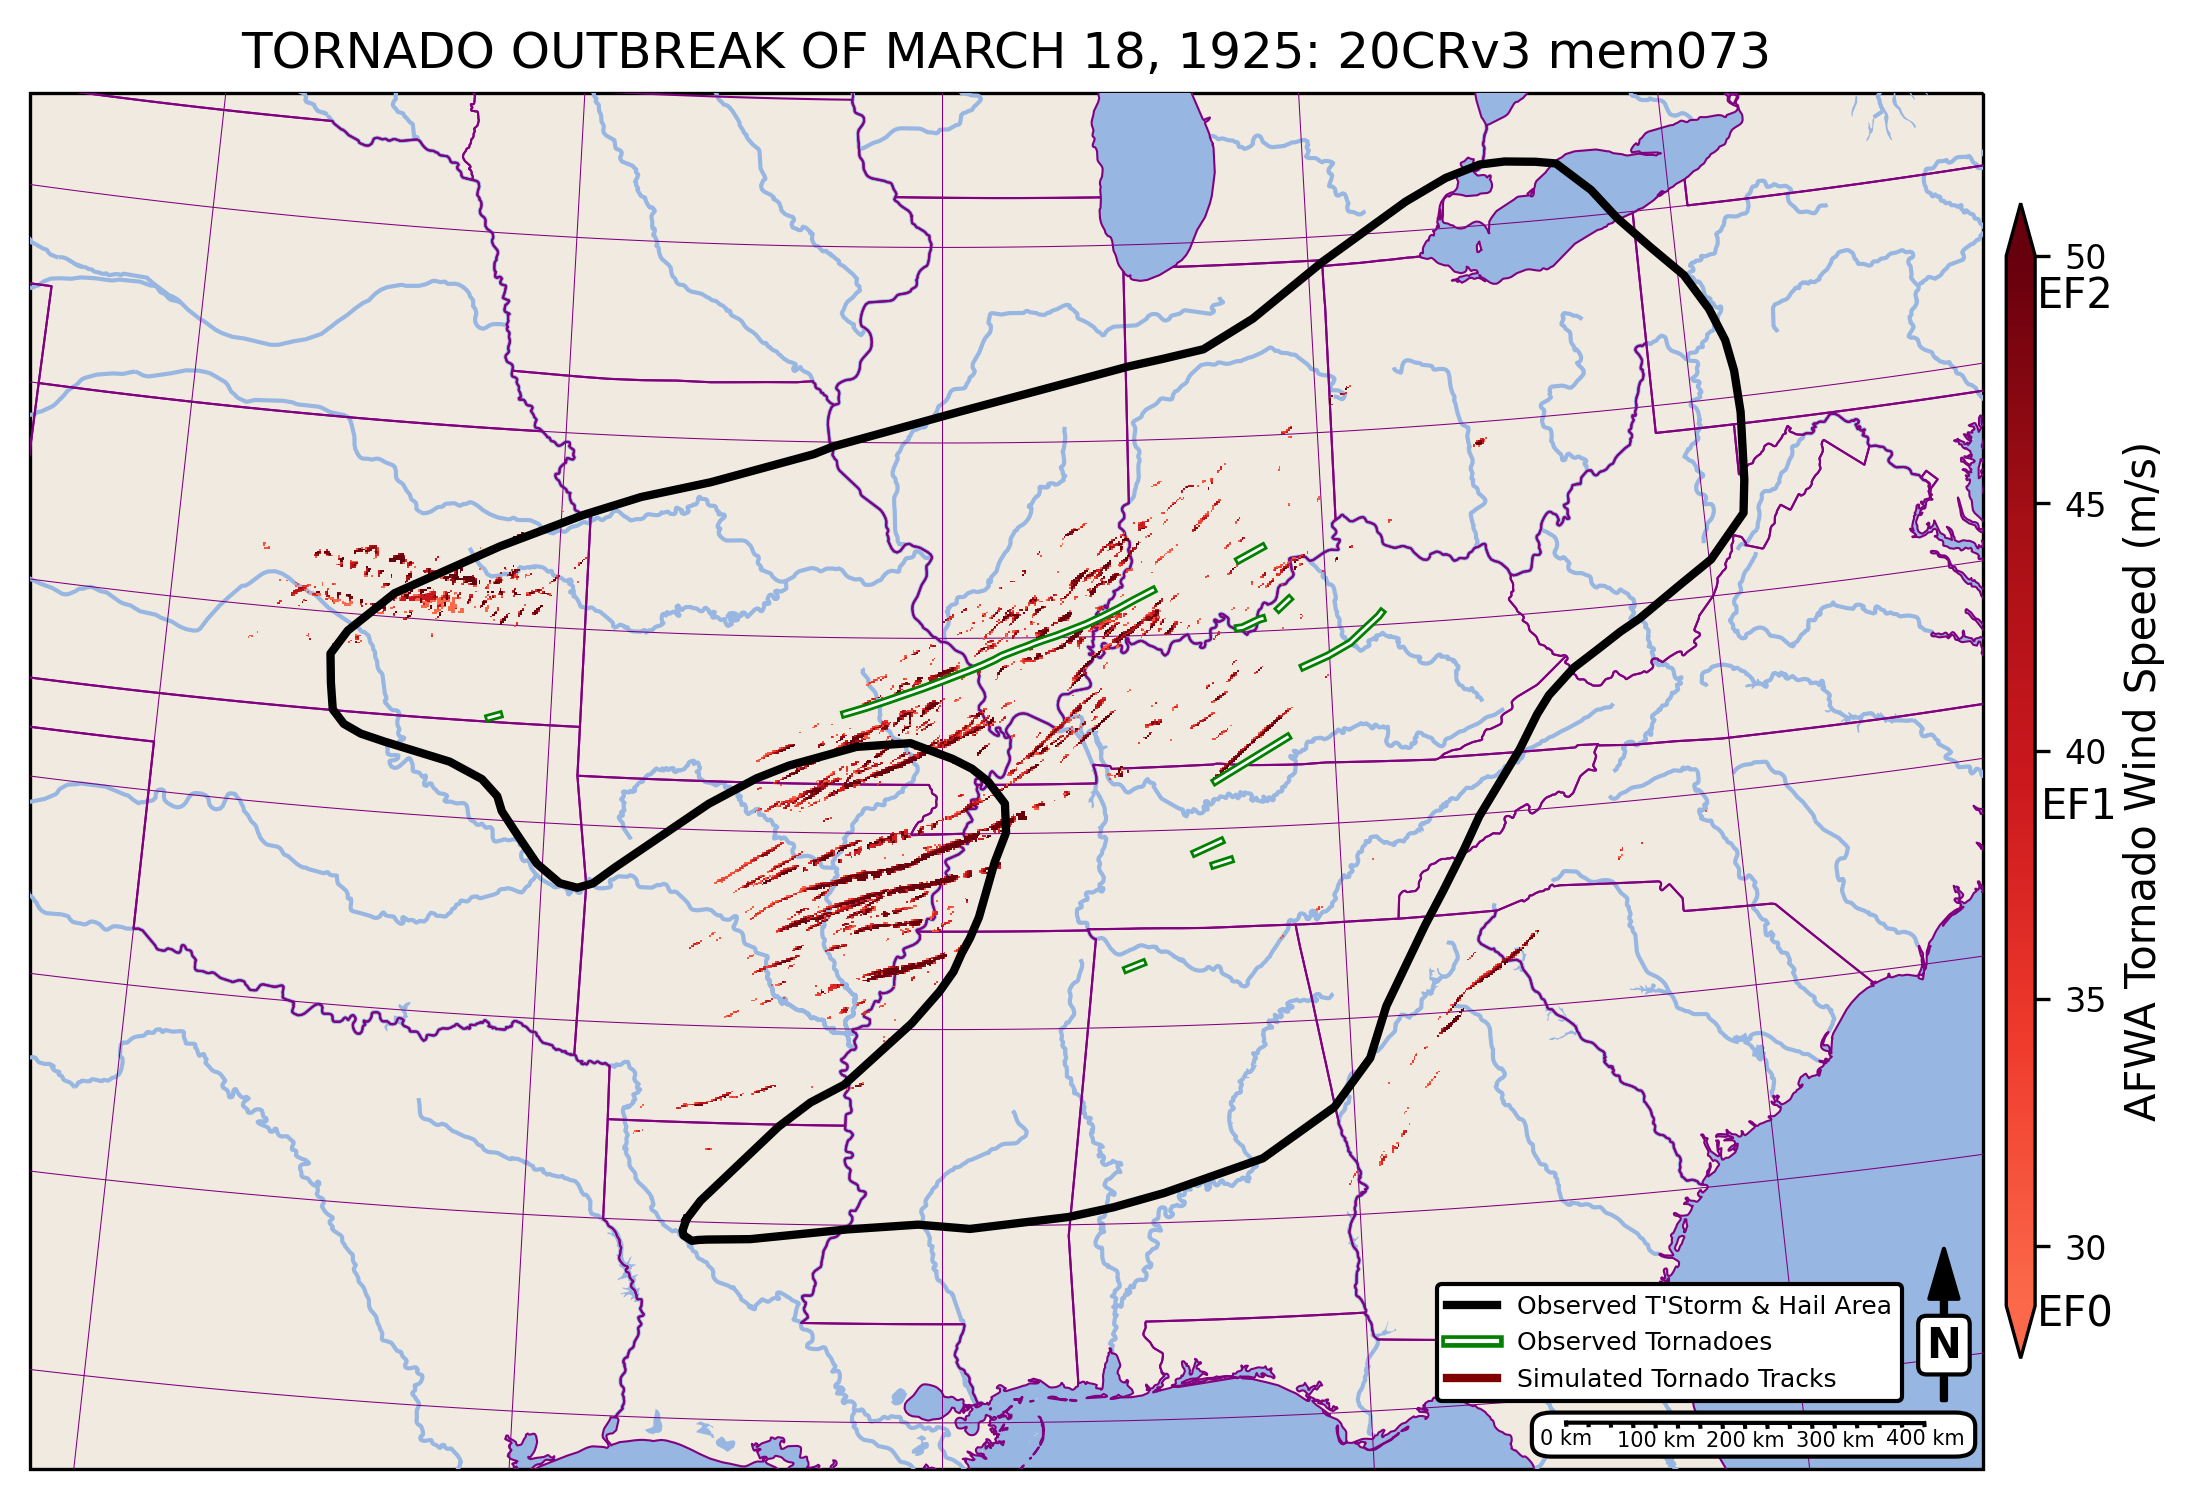 TORNADO OUTBREAK OF MARCH 18, 1925: 20CRv3 mem073
50
EF2
45
40
EF1
35
30
EF0
AFWA Tornado Wind Speed (m/s)
Observed T'Storm & Hail Area
Observed Tornadoes
Simulated Tornado Tracks
N
0 km 100 km 200 km 300 km 400 km